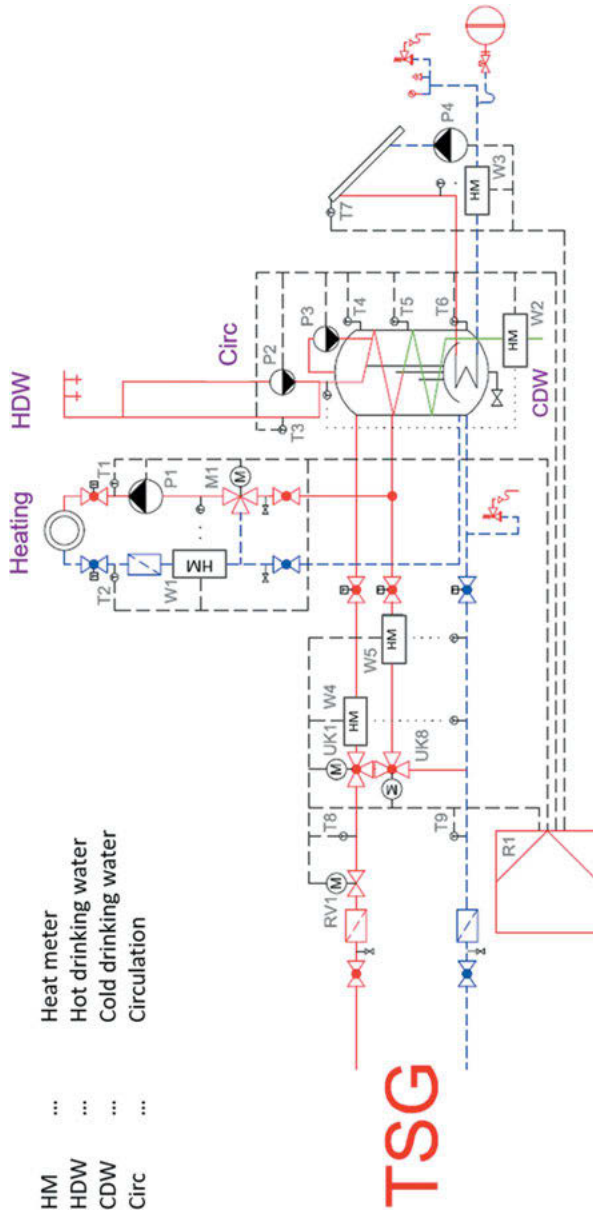 HM ... Heat meter
HDW ... Hot drinking water
CDW ... Cold drinking water
Circ ... Circulation
TSG
Heating
HDW
Circ
CDW
T1
T2
P1
M1
M
W1
HM
P2
T3
P3
T4
T5
T6
HM
W2
T7
P4
HM
W3
RV1
M
T8
UK1
M
W4
HM
UK8
M
W5
HM
T9
R1